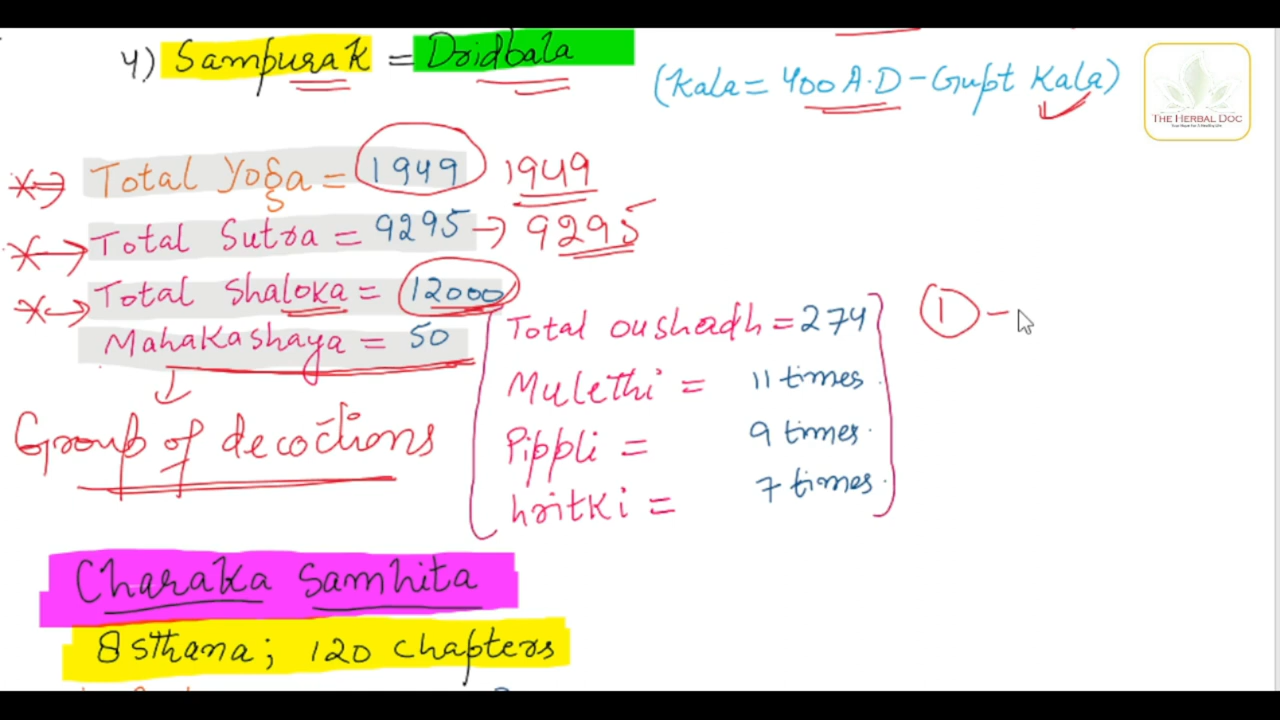 4) Sampurak = Dridbala
(Kala = 400 A.D - Gupt Kala)
THE HERBAL DOC
Total Yoga = 1949 1949
Total Sutra = 9295 → 9295
Total Shaloka = 12000
Mahakashaya = 50
Group of decoctions
Total oushadh = 274
Mulethi = 11 times
Pippli = 9 times
hritki = 7 times
1 -
Charaka Samhita
8 sthana; 120 chapters